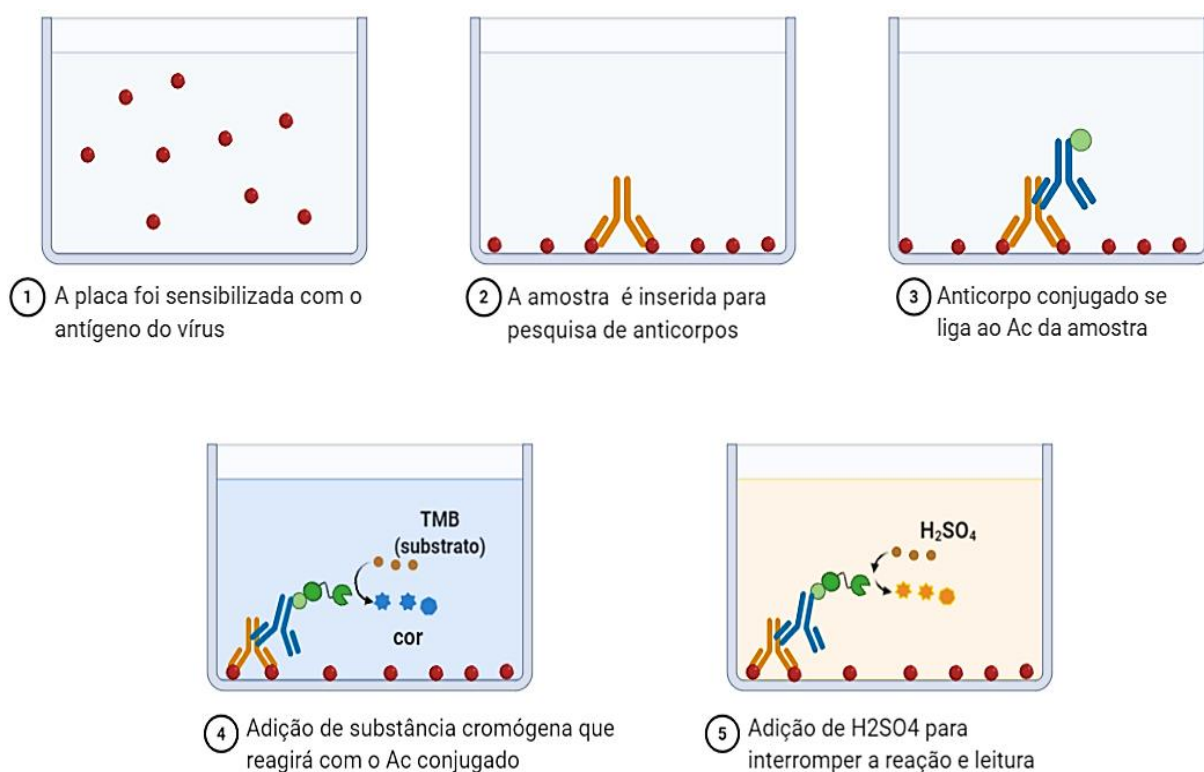 1 A placa foi sensibilizada com o
antígeno do vírus
2 A amostra é inserida para
pesquisa de anticorpos
3 Anticorpo conjugado se
liga ao Ac da amostra
TMB
(substrato)
cor
4 Adição de substância cromógena que
reagirá com o Ac conjugado
H₂SO₄
5 Adição de H2SO4 para
interromper a reação e leitura